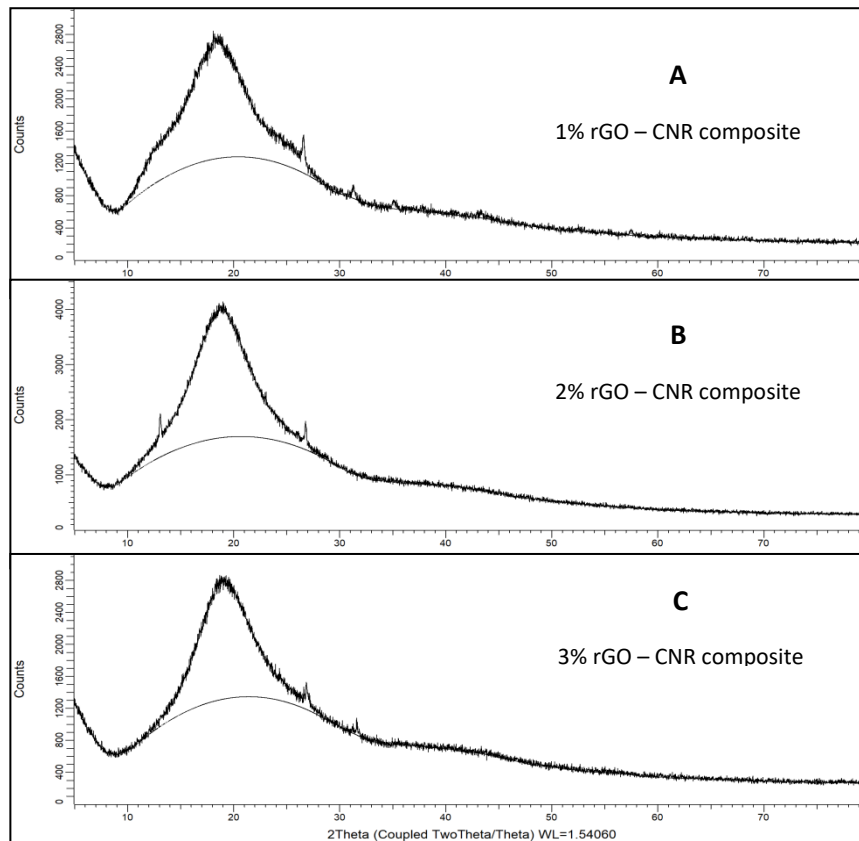 A
1% rGO – CNR composite
Counts
0 400 800 1200 1600 2000 2400 2800
10 20 30 40 50 60 70
B
2% rGO – CNR composite
Counts
0 1000 2000 3000 4000
10 20 30 40 50 60 70
C
3% rGO – CNR composite
Counts
0 400 800 1200 1600 2000 2400 2800
10 20 30 40 50 60 70
2Theta (Coupled TwoTheta/Theta) WL=1.54060